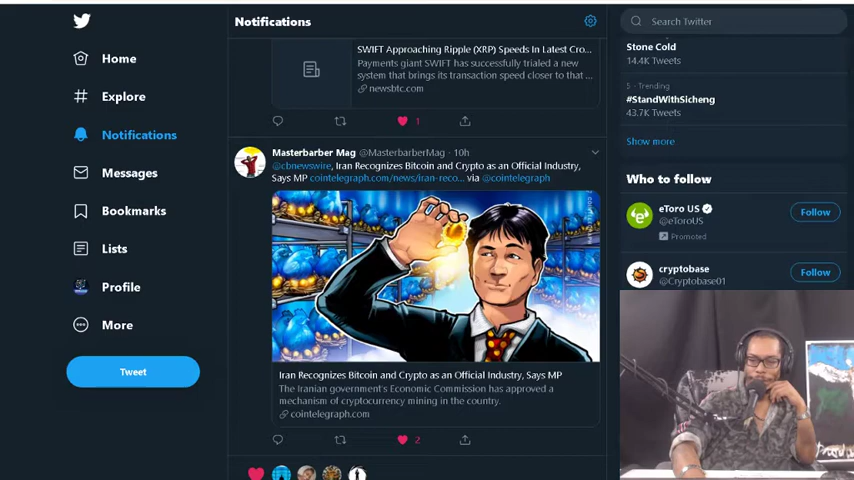 Home
Explore
Notifications
Messages
Bookmarks
Lists
Profile
More
Tweet
Notifications
SWIFT Approaching Ripple (XRP) Speeds In Latest Cro...
Payments giant SWIFT has successfully trialed a new
system that brings its transaction speed closer to that ...
newsbtc.com
1
Masterbarber Mag @MasterbarberMag · 10h
@cbnewswire, Iran Recognizes Bitcoin and Crypto as an Official Industry,
Says MP cointelegraph.com/news/iran-reco... via @cointelegraph
Iran Recognizes Bitcoin and Crypto as an Official Industry, Says MP
The Iranian government's Economic Commission has approved a
mechanism of cryptocurrency mining in the country.
cointelegraph.com
2
Search Twitter
Stone Cold
14.4K Tweets
5 · Trending
#StandWithSicheng
43.7K Tweets
Show more
Who to follow
eToro US
@eToroUS
Follow
Promoted
cryptobase
@Cryptobase01
Follow